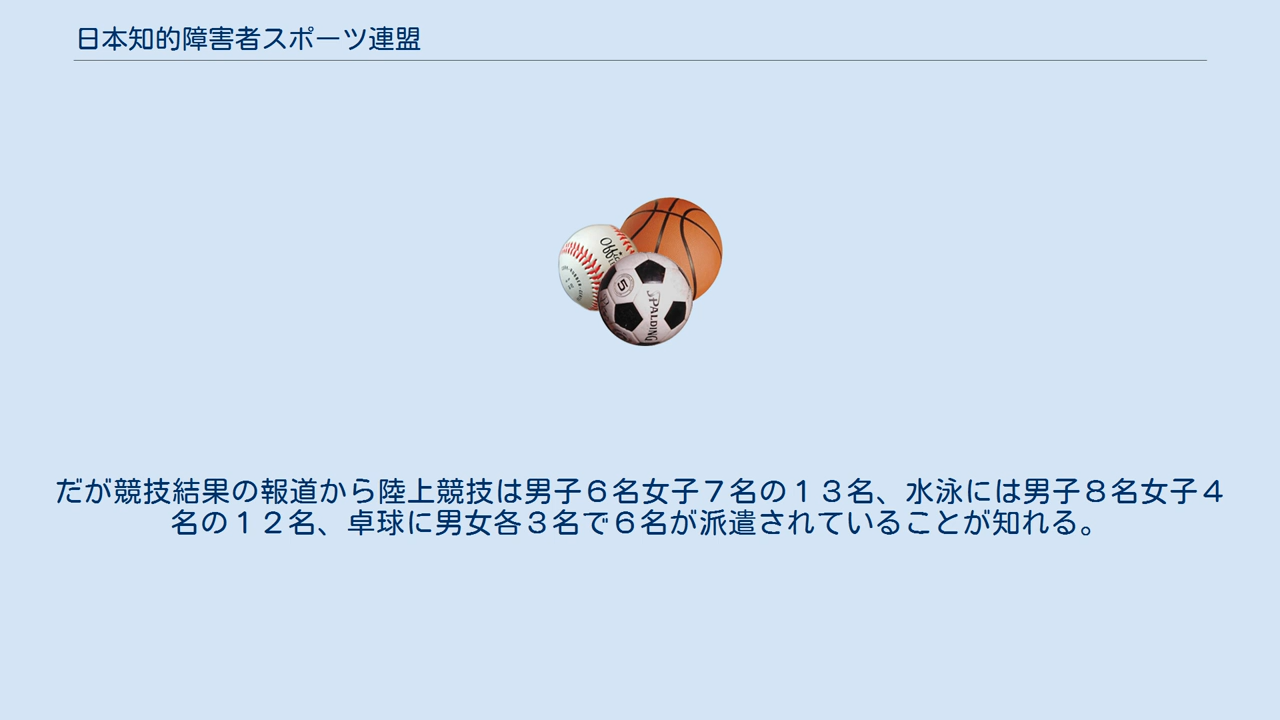 日本知的障害者スポーツ連盟
Offic
5
SPALDING
だが競技結果の報道から陸上競技は男子６名女子７名の１３名、水泳には男子８名女子４
名の１２名、卓球に男女各３名で６名が派遣されていることが知れる。